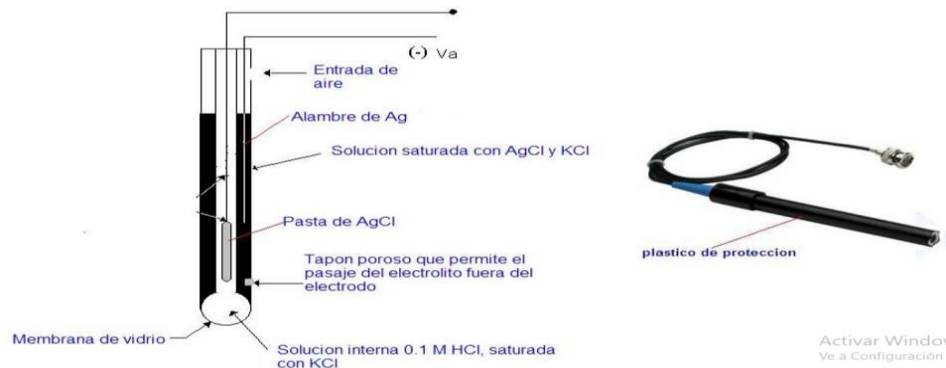 (-) Va
Entrada de
aire
Alambre de Ag
Solucion saturada con AgCl y KCl
Pasta de AgCl
Tapon poroso que permite el
pasaje del electrolito fuera del
electrodo
Membrana de vidrio
Solucion interna 0.1 M HCl, saturada
con KCl
plastico de proteccion
Activar Window
Ve a Configuración